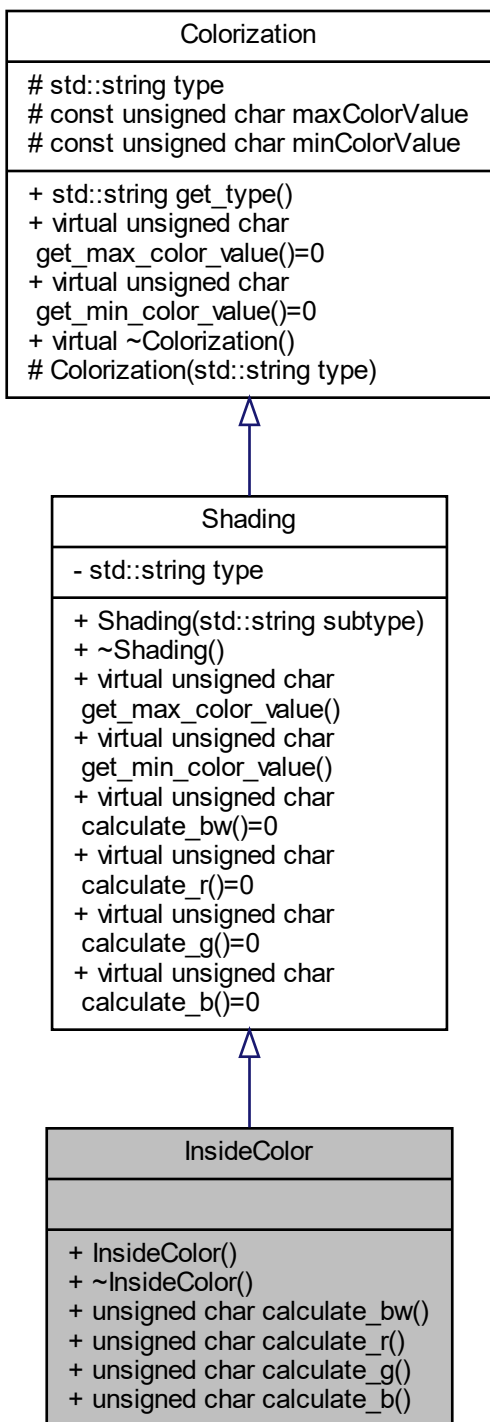 Colorization
# std::string type
# const unsigned char maxColorValue
# const unsigned char minColorValue
+ std::string get_type()
+ virtual unsigned char
get_max_color_value()=0
+ virtual unsigned char
get_min_color_value()=0
+ virtual ~Colorization()
# Colorization(std::string type)
Shading
- std::string type
+ Shading(std::string subtype)
+ ~Shading()
+ virtual unsigned char
get_max_color_value()
+ virtual unsigned char
get_min_color_value()
+ virtual unsigned char
calculate_bw()=0
+ virtual unsigned char
calculate_r()=0
+ virtual unsigned char
calculate_g()=0
+ virtual unsigned char
calculate_b()=0
InsideColor
+ InsideColor()
+ ~InsideColor()
+ unsigned char calculate_bw()
+ unsigned char calculate_r()
+ unsigned char calculate_g()
+ unsigned char calculate_b()